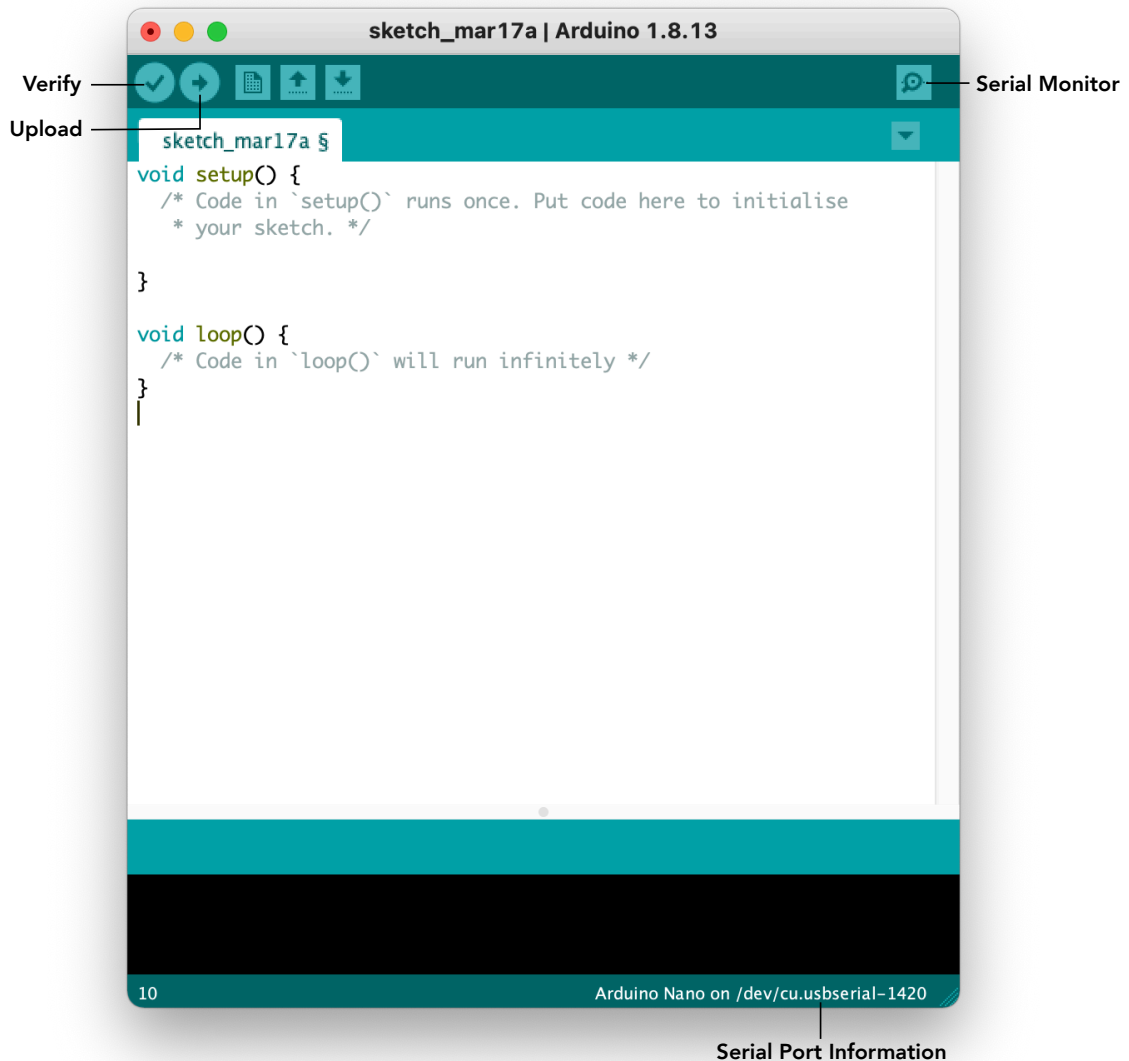 sketch_mar17a | Arduino 1.8.13
Verify
Serial Monitor
Upload
sketch_mar17a §
void setup() {
/* Code in `setup()` runs once. Put code here to initialise
* your sketch. */
}
void loop() {
/* Code in `loop()` will run infinitely */
}
10
Arduino Nano on /dev/cu.usbserial-1420
Serial Port Information